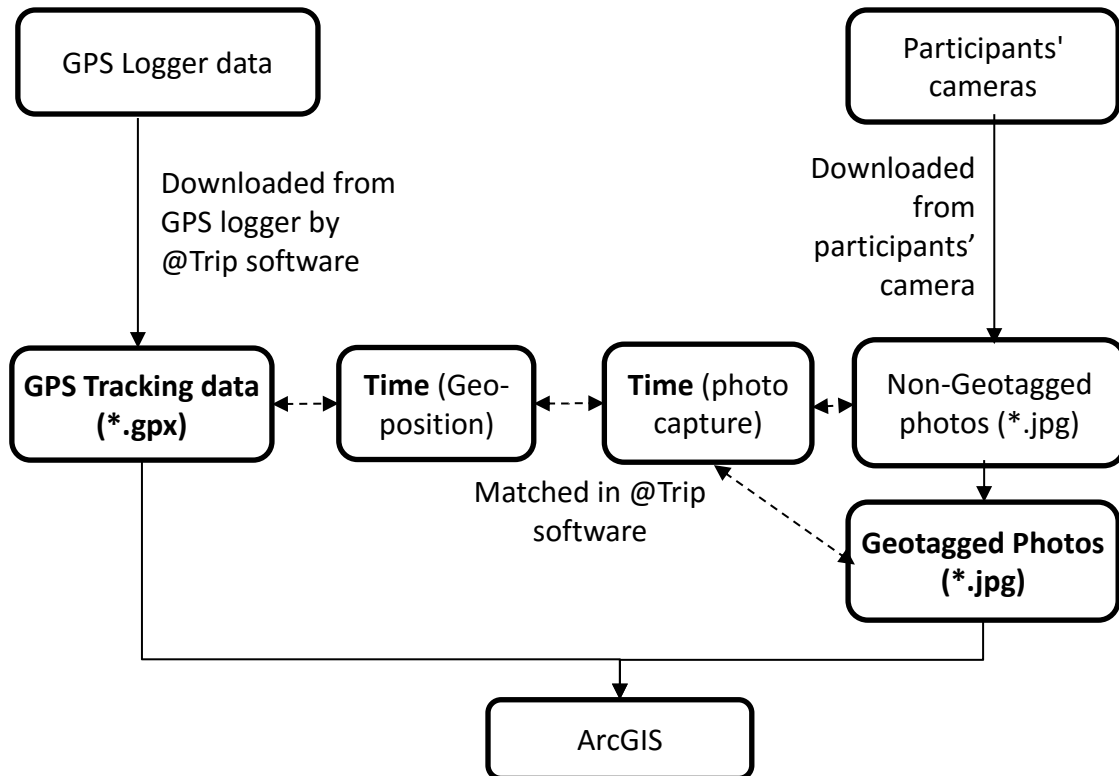 GPS Logger data
Participants'
cameras
Downloaded from
GPS logger by
@Trip software
Downloaded
from
participants’
camera
GPS Tracking data
(*.gpx)
Time (Geo-
position)
Time (photo
capture)
Non-Geotagged
photos (*.jpg)
Matched in @Trip
software
Geotagged Photos
(*.jpg)
ArcGIS